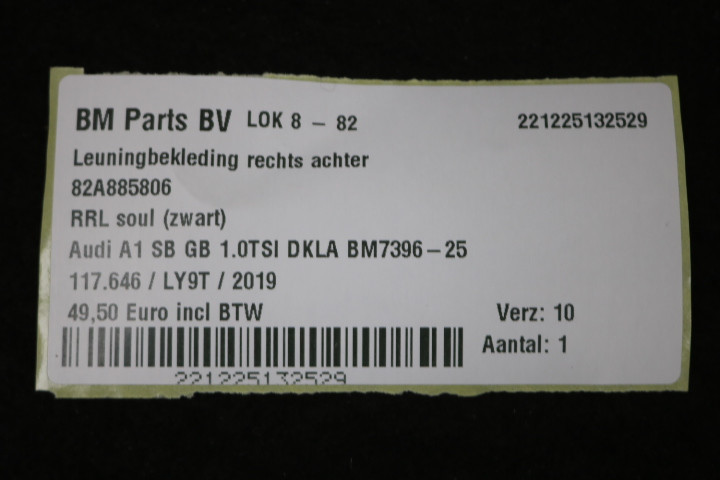 BM Parts BV LOK 8 - 82 221225132529
Leuningbekleding rechts achter
82A885806
RRL soul (zwart)
Audi A1 SB GB 1.0TSI DKLA BM7396-25
117.646 / LY9T / 2019
49,50 Euro incl BTW Verz: 10
Aantal: 1
221225132529